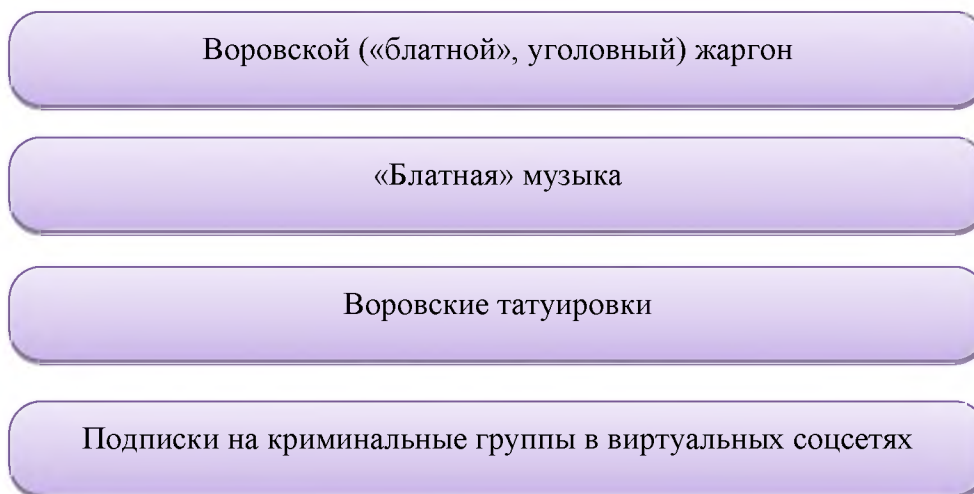 Воровской («блатной», уголовный) жаргон
«Блатная» музыка
Воровские татуировки
Подписки на криминальные группы в виртуальных соцсетях